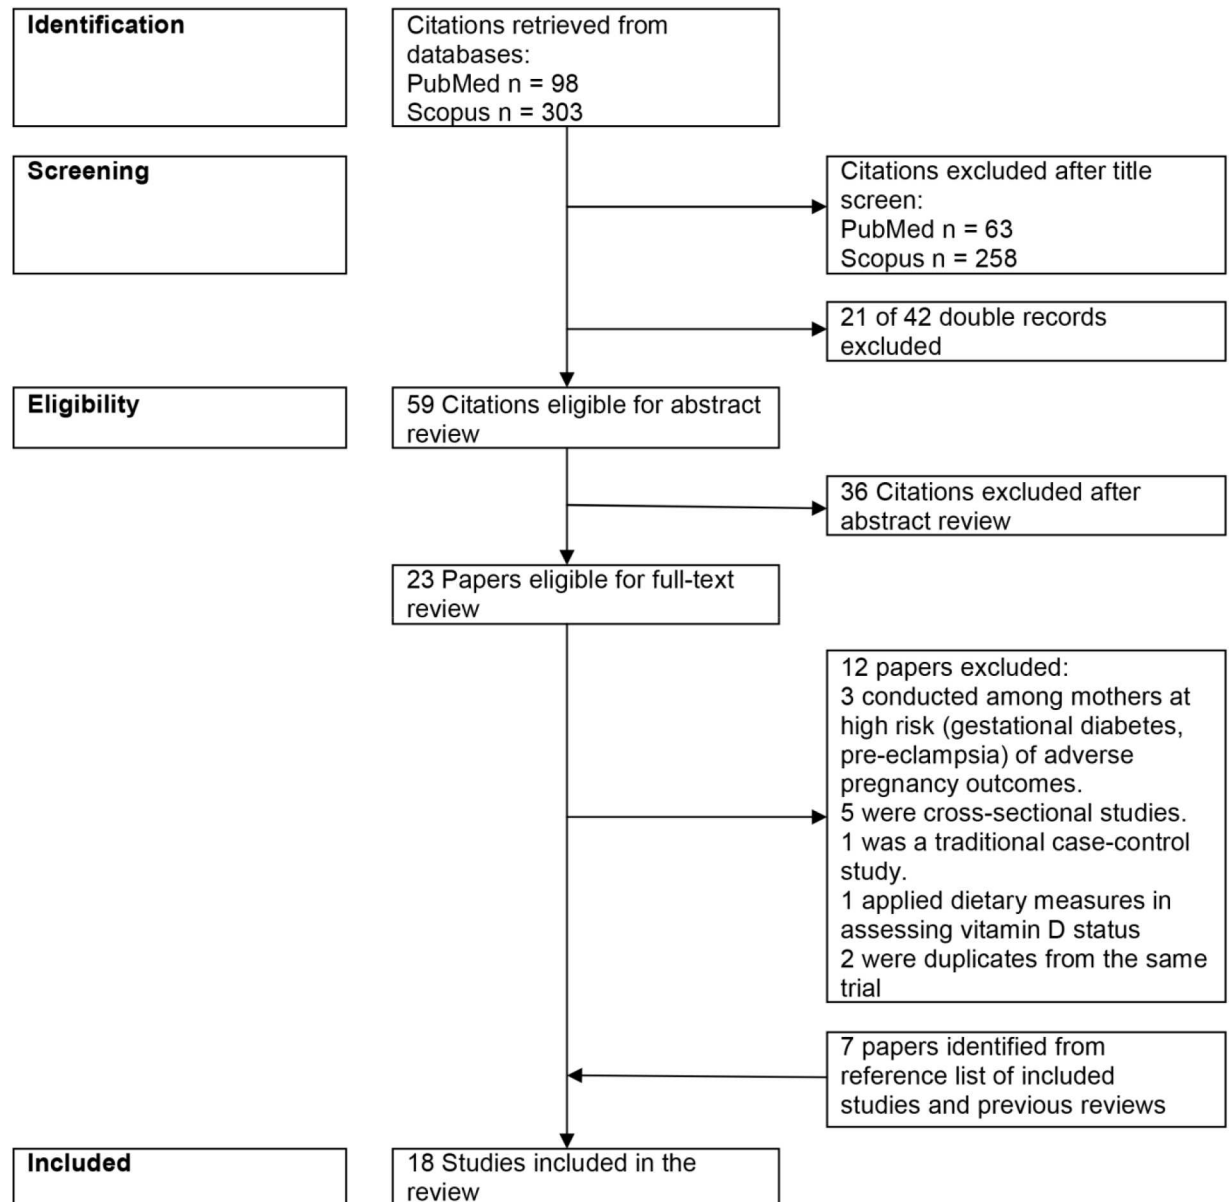 Identification
Citations retrieved from
databases:
PubMed n = 98
Scopus n = 303
Screening
Citations excluded after title
screen:
PubMed n = 63
Scopus n = 258
21 of 42 double records
excluded
Eligibility
59 Citations eligible for abstract
review
36 Citations excluded after
abstract review
23 Papers eligible for full-text
review
12 papers excluded:
3 conducted among mothers at
high risk (gestational diabetes,
pre-eclampsia) of adverse
pregnancy outcomes.
5 were cross-sectional studies.
1 was a traditional case-control
study.
1 applied dietary measures in
assessing vitamin D status
2 were duplicates from the same
trial
7 papers identified from
reference list of included
studies and previous reviews
Included
18 Studies included in the
review